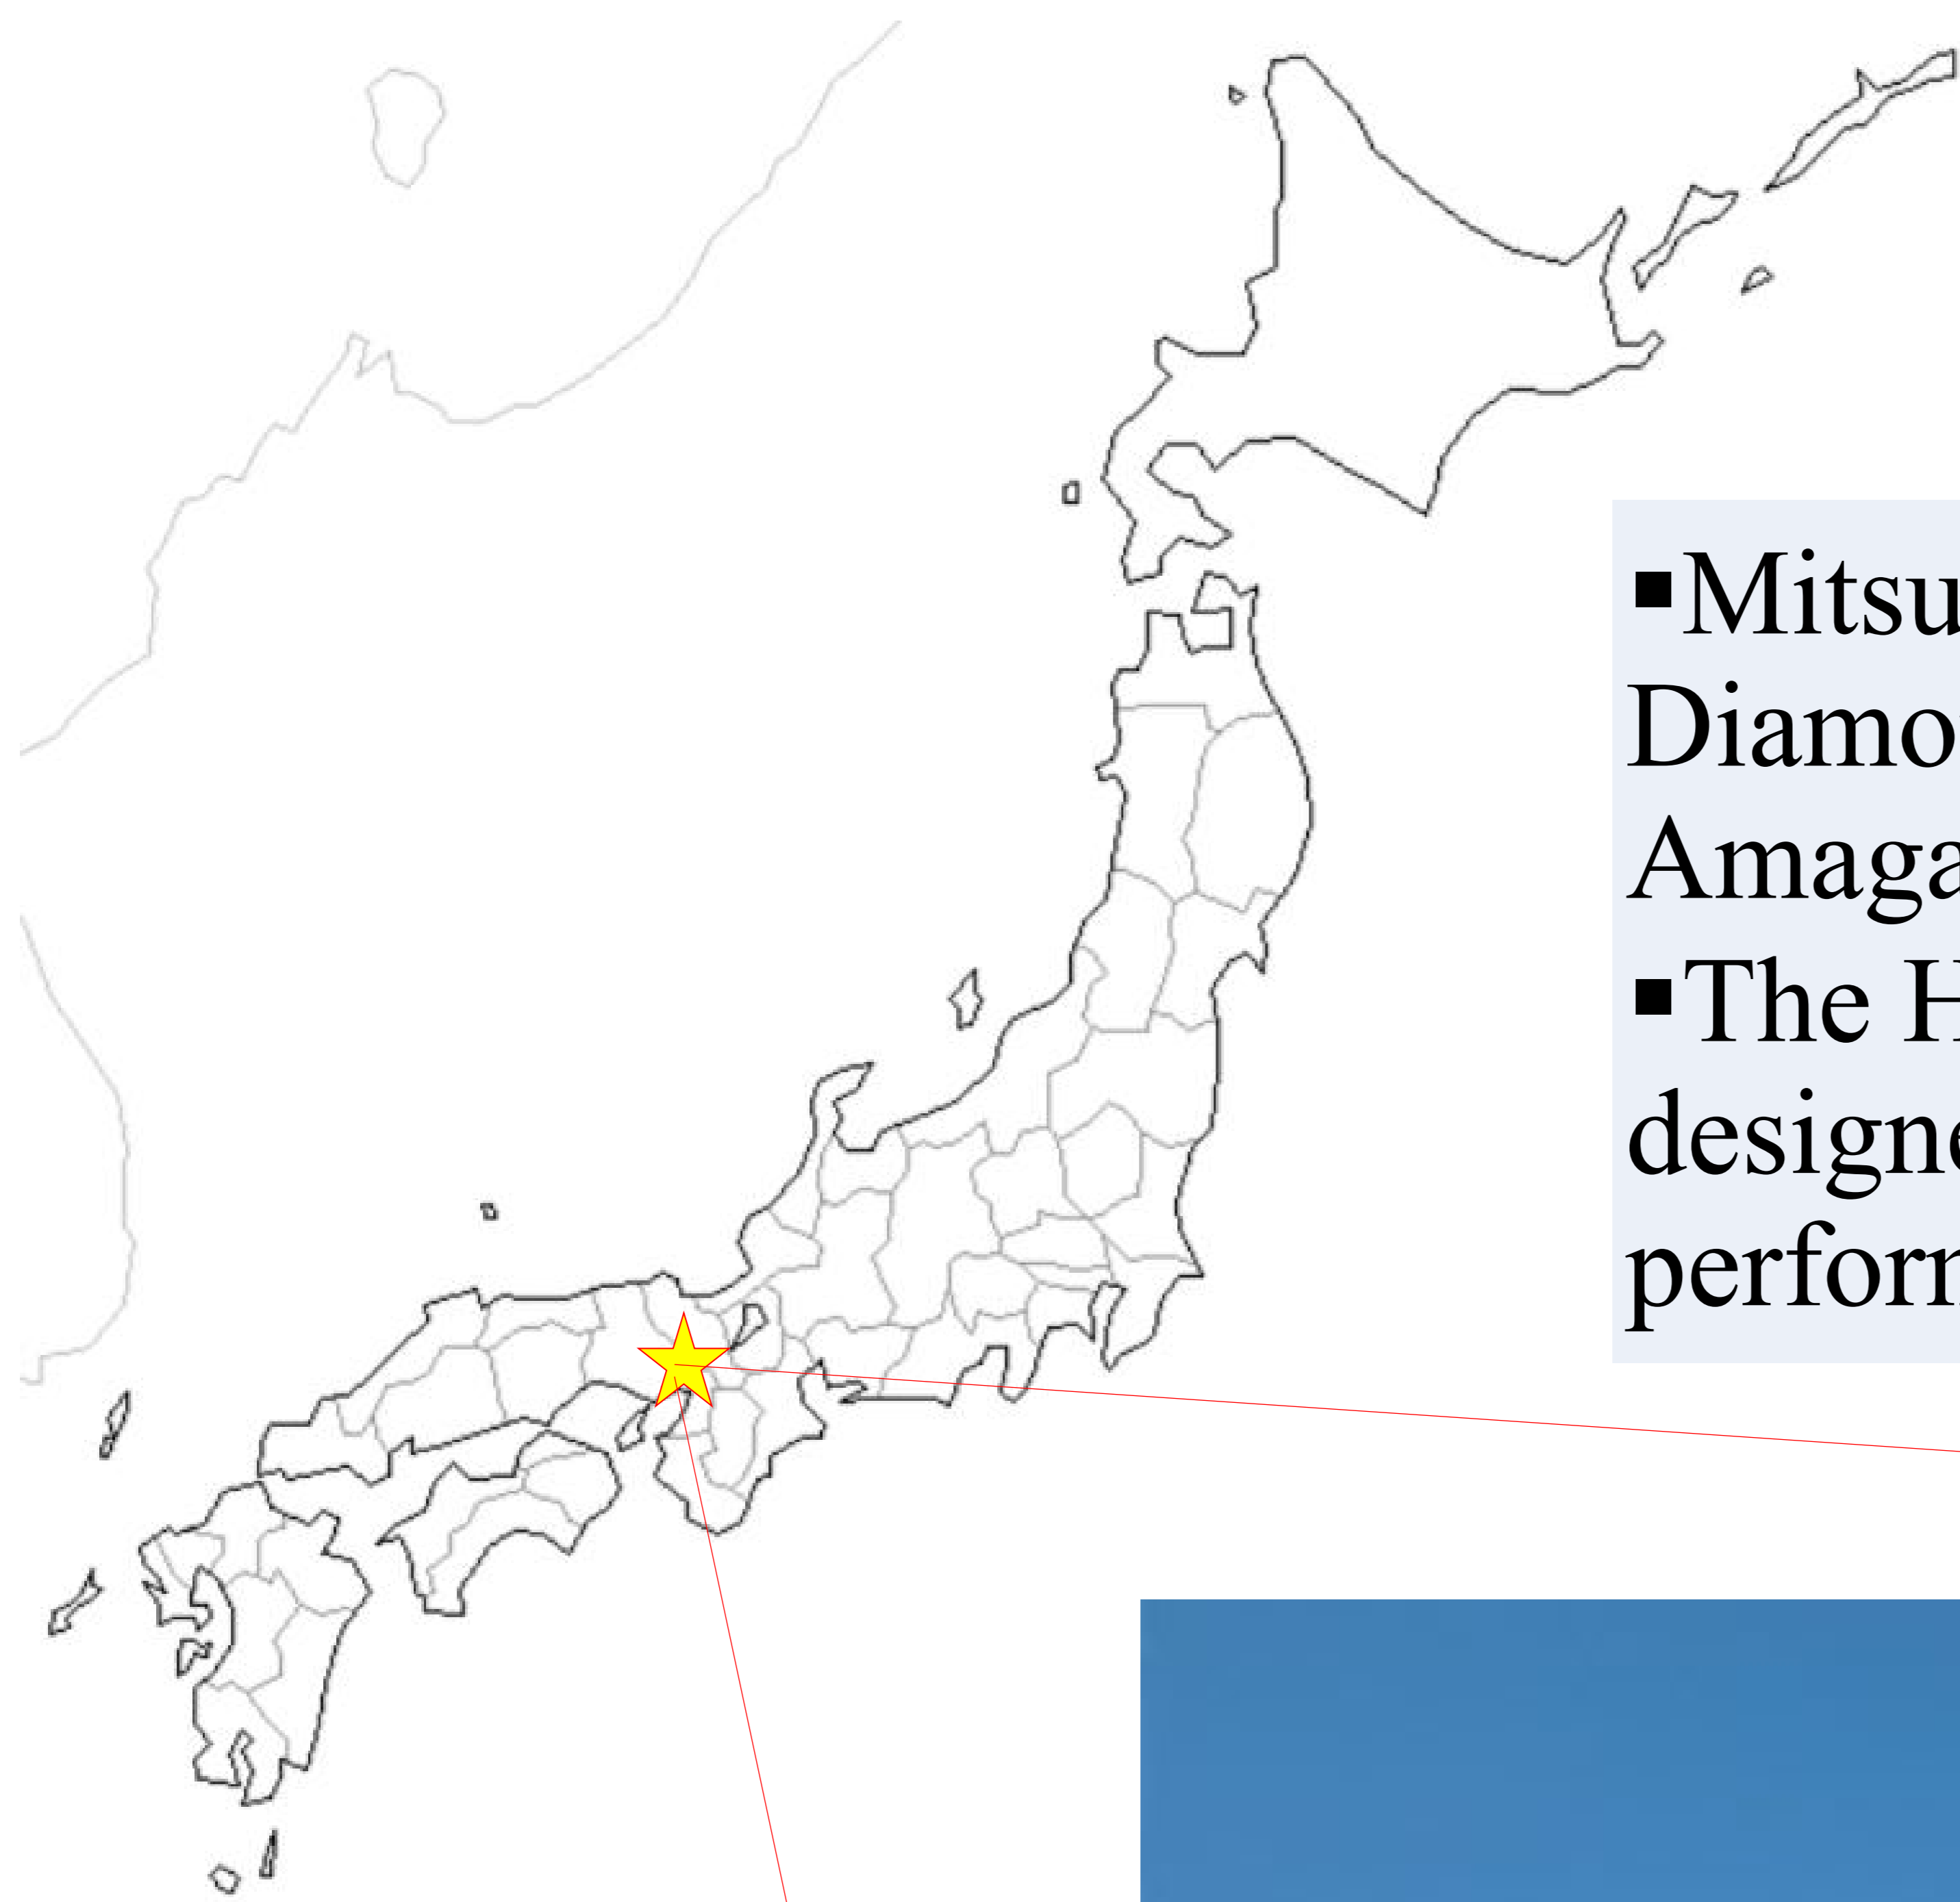 ▪Mitsu
Diamo
Amaga
▪The H
designe
perforn